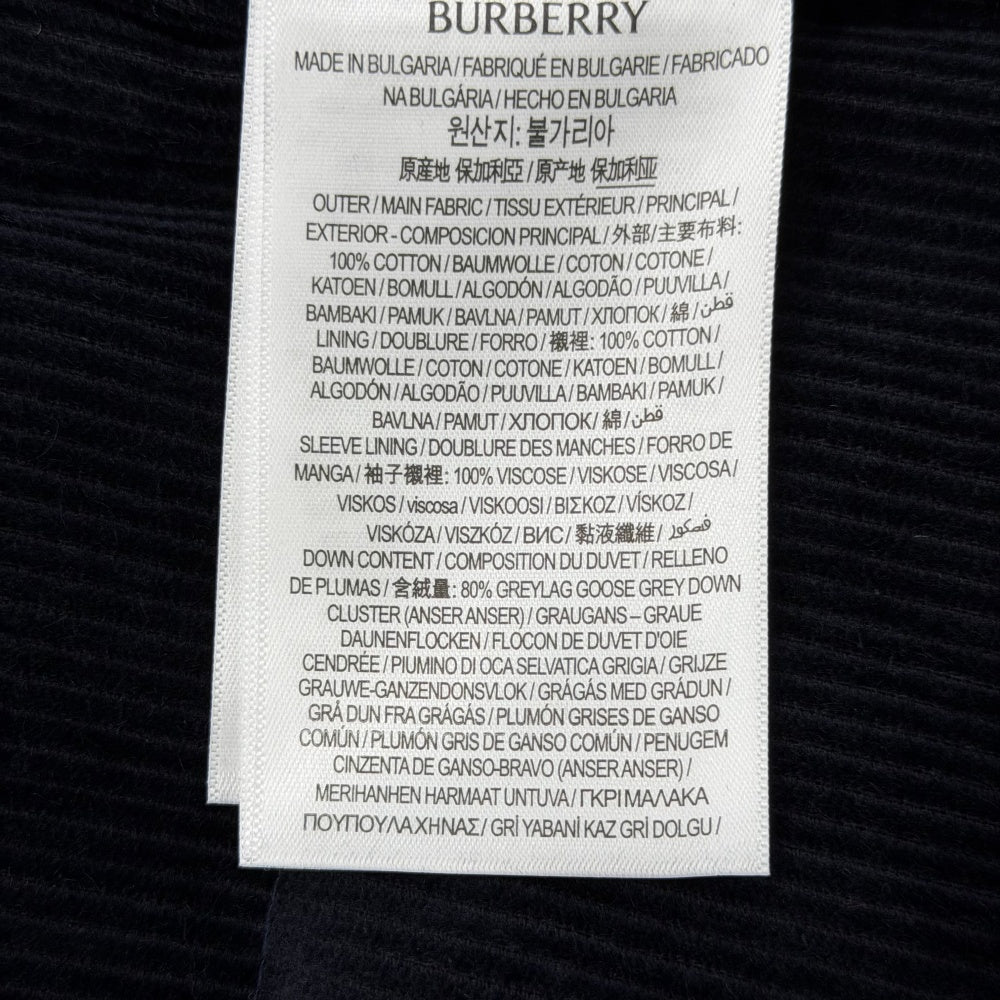 BURBERRY
MADE IN BULGARIA / FABRIQUÉ EN BULGARIE / FABRICADO
NA BULGÁRIA / HECHO EN BULGARIA
원산지: 불가리아
原産地 保加利亞 / 原产地 保加利亚
OUTER / MAIN FABRIC / TISSU EXTÉRIEUR / PRINCIPAL /
EXTERIOR - COMPOSICION PRINCIPAL / 外部/主要布料:
100% COTTON / BAUMWOLLE / COTON / COTONE /
KATOEN / BOMULL / ALGODÓN / ALGODÃO / PUUVILLA /
BAMBAKI / PAMUK / BAVLNA / PAMUT / ХЛОПОК / 綿 / قطن
LINING / DOUBLURE / FORRO / 襯裡: 100% COTTON /
BAUMWOLLE / COTON / COTONE / KATOEN / BOMULL /
ALGODÓN / ALGODÃO / PUUVILLA / BAMBAKI / PAMUK /
BAVLNA / PAMUT / ХЛОПОК / 綿 / قطن
SLEEVE LINING / DOUBLURE DES MANCHES / FORRO DE
MANGA / 袖子襯裡: 100% VISCOSE / VISKOSE / VISCOSA /
VISKOS / viscosa / VISKOOSI / ΒΙΣΚΟΖ / VÍSKOZ /
VISKÓZA / VISZKÓZ / ВИС / 黏液纖維 / فسكوز
DOWN CONTENT / COMPOSITION DU DUVET / RELLENO
DE PLUMAS / 含絨量: 80% GREYLAG GOOSE GREY DOWN
CLUSTER (ANSER ANSER) / GRAUGANS – GRAUE
DAUNENFLOCKEN / FLOCON DE DUVET D'OIE
CENDRÉE / PIUMINO DI OCA SELVATICA GRIGIA / GRIJZE
GRAUWE-GANZENDONSVLOK / GRÁGÁS MED GRÁDUN /
GRÅ DUN FRA GRÁGÁS / PLUMÓN GRISES DE GANSO
COMÚN / PLUMÓN GRIS DE GANSO COMÚN / PENUGEM
CINZENTA DE GANSO-BRAVO (ANSER ANSER) /
MERIHANHEN HARMAAT UNTUVA / ΓΚΡΙ ΜΑΛΑΚΑ
ΠΟΥΠΟΥΛΑ ΧΗΝΑΣ / GRİ YABANİ KAZ GRİ DOLGU /